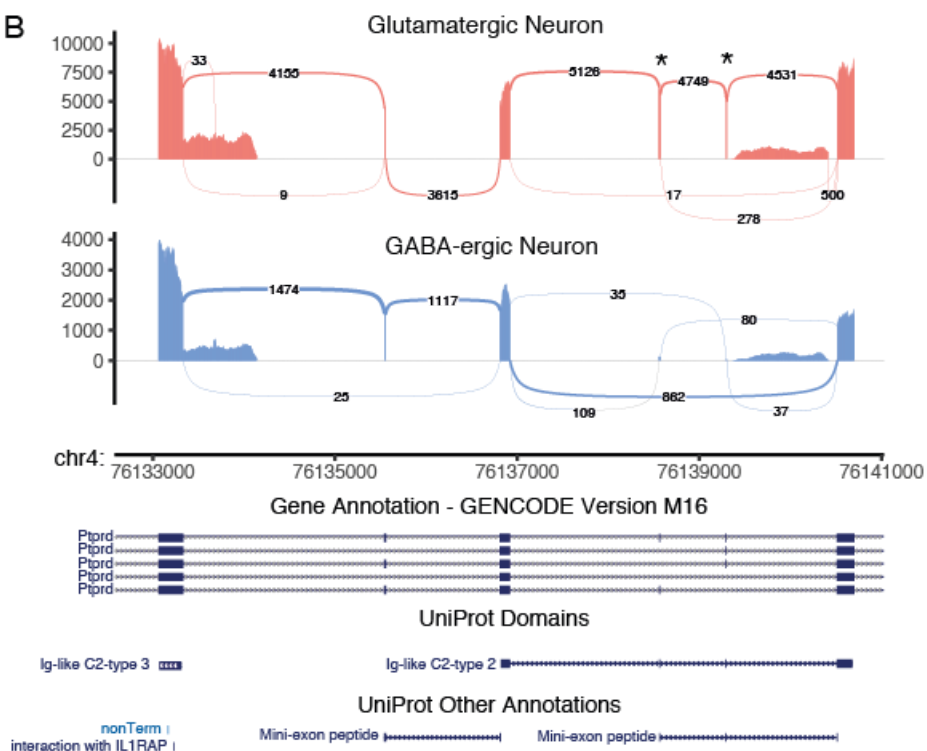 B
Glutamatergic Neuron
10000
7500
5000
2500
0
33
4155
5126
*
4749
*
4531
9
3615
17
500
278
GABA-ergic Neuron
4000
3000
2000
1000
0
1474
1117
35
80
25
109
862
37
chr4:
76133000 76135000 76137000 76139000 76141000
Gene Annotation - GENCODE Version M16
Ptprd
Ptprd
Ptprd
Ptprd
Ptprd
UniProt Domains
Ig-like C2-type 3 Ig-like C2-type 2
UniProt Other Annotations
nonTerm
interaction with IL1RAP
Mini-exon peptide Mini-exon peptide